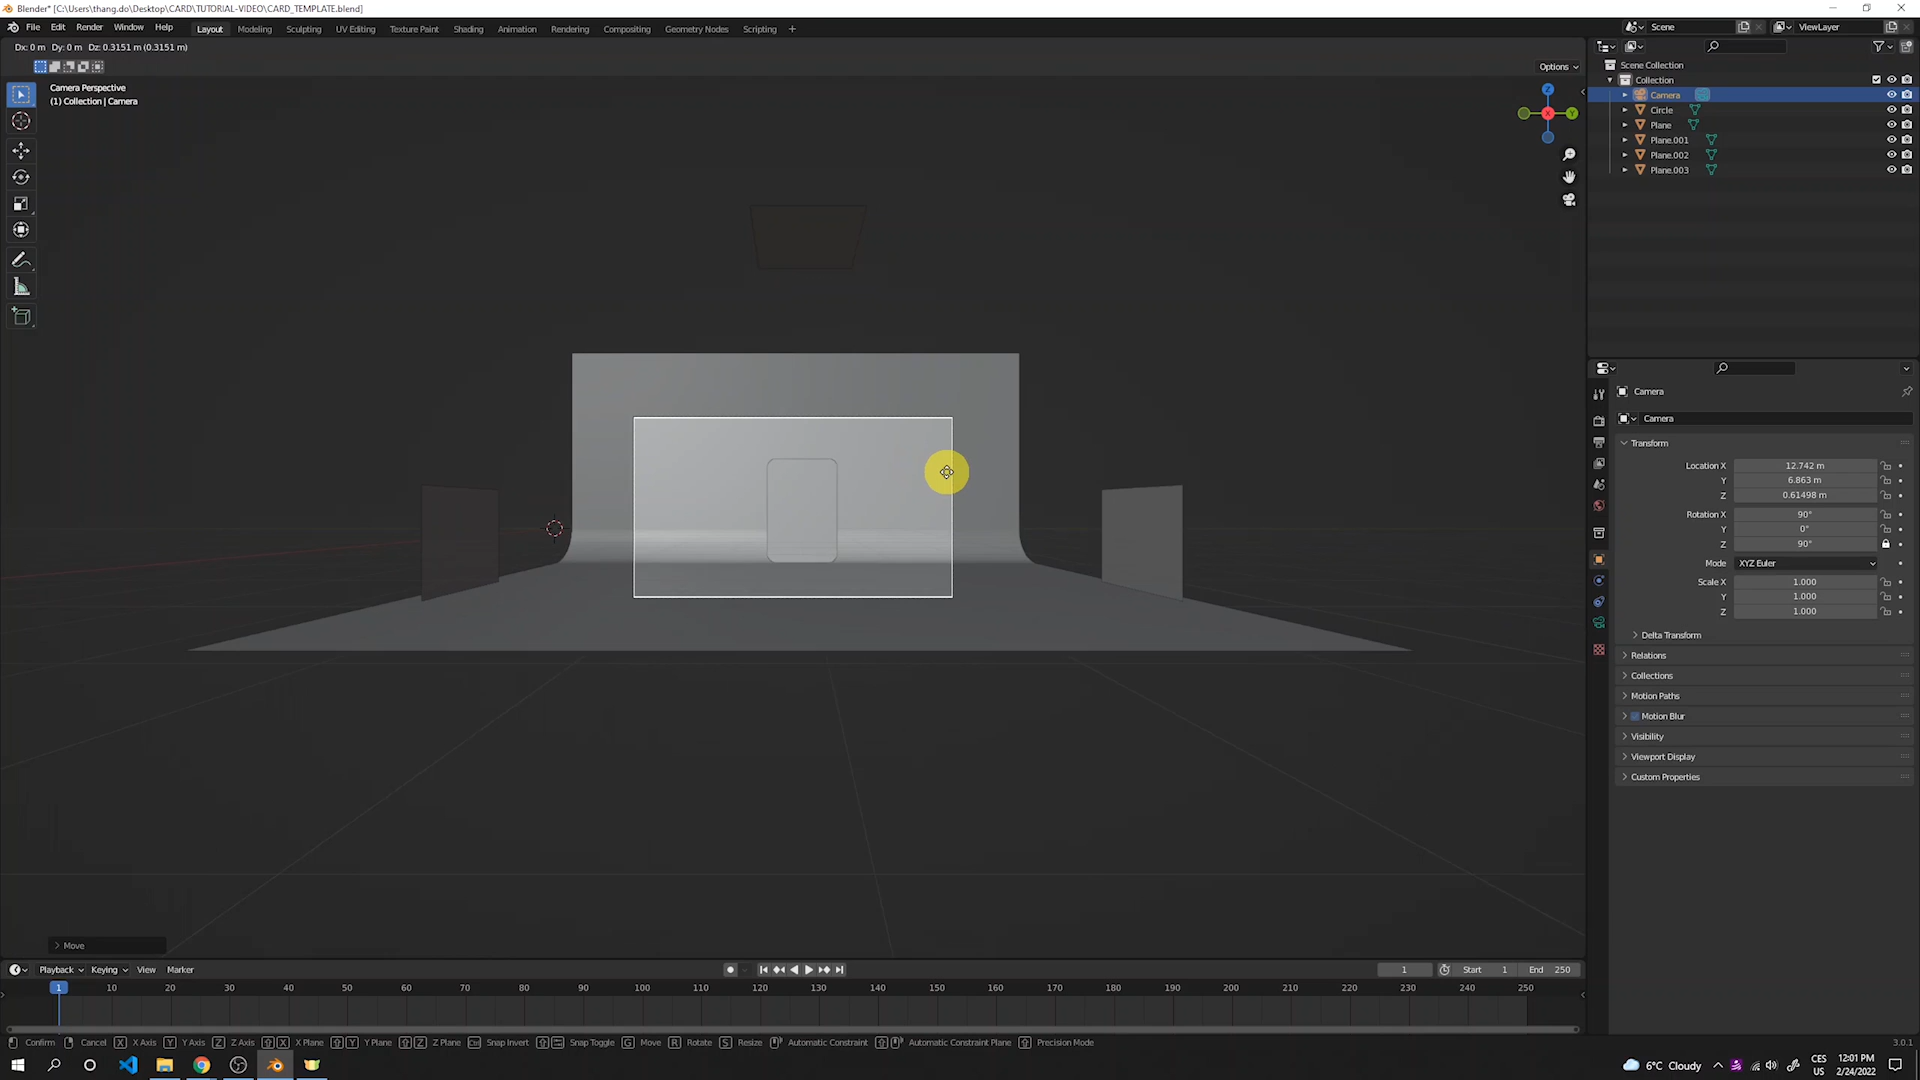 Blender* [C:\Users\thang.do\Desktop\CARD\TUTORIAL-VIDEO\CARD_TEMPLATE.blend]
File Edit Render Window Help Layout Modeling Sculpting UV Editing Texture Paint Shading Animation Rendering Compositing Geometry Nodes Scripting + Scene ViewLayer
Dx: 0 m Dy: 0 m Dz: 0.3151 m (0.3151 m)
Options
Camera Perspective
(1) Collection | Camera
Z
X
Y
Scene Collection
Collection
Camera
Circle
Plane
Plane.001
Plane.002
Plane.003
Camera
Camera
Transform
Location X 12.742 m
Y 6.863 m
Z 0.61498 m
Rotation X 90°
Y 0°
Z 90°
Mode XYZ Euler
Scale X 1.000
Y 1.000
Z 1.000
Delta Transform
Relations
Collections
Motion Paths
Motion Blur
Visibility
Viewport Display
Custom Properties
Move
Playback Keying View Marker 1 Start 1 End 250
1 10 20 30 40 50 60 70 80 90 100 110 120 130 140 150 160 170 180 190 200 210 220 230 240 250
Confirm Cancel X X Axis Y Y Axis Z Z Axis X X Plane Y Y Plane Z Z Plane Snap Invert Snap Toggle G Move R Rotate S Resize Automatic Constraint Automatic Constraint Plane Precision Mode 3.0.1
6°C Cloudy CES US 12:01 PM 2/24/2022